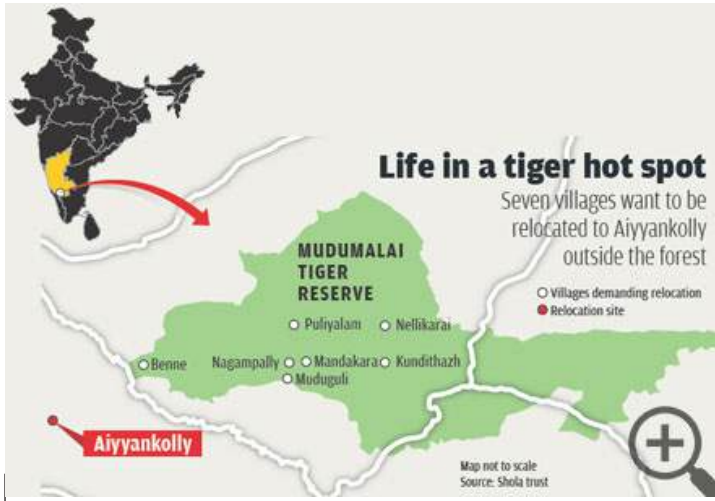 Life in a tiger hot spot
Seven villages want to be
relocated to Aiyyankolly
outside the forest
Villages demanding relocation
Relocation site
MUDUMALAI
TIGER
RESERVE
Puliyalani
Nellikarai
Benne
Nagampally
Mandakara
Kundithazh
Muduguli
Aiyyankolly
Map not to scale
Source: Shola trust